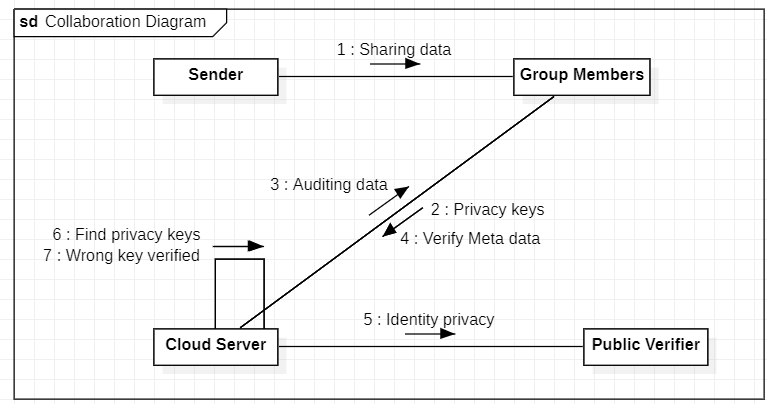 sd Collaboration Diagram
1 : Sharing data
Sender
Group Members
3 : Auditing data
2 : Privacy keys
4 : Verify Meta data
6 : Find privacy keys
7 : Wrong key verified
5 : Identity privacy
Cloud Server
Public Verifier